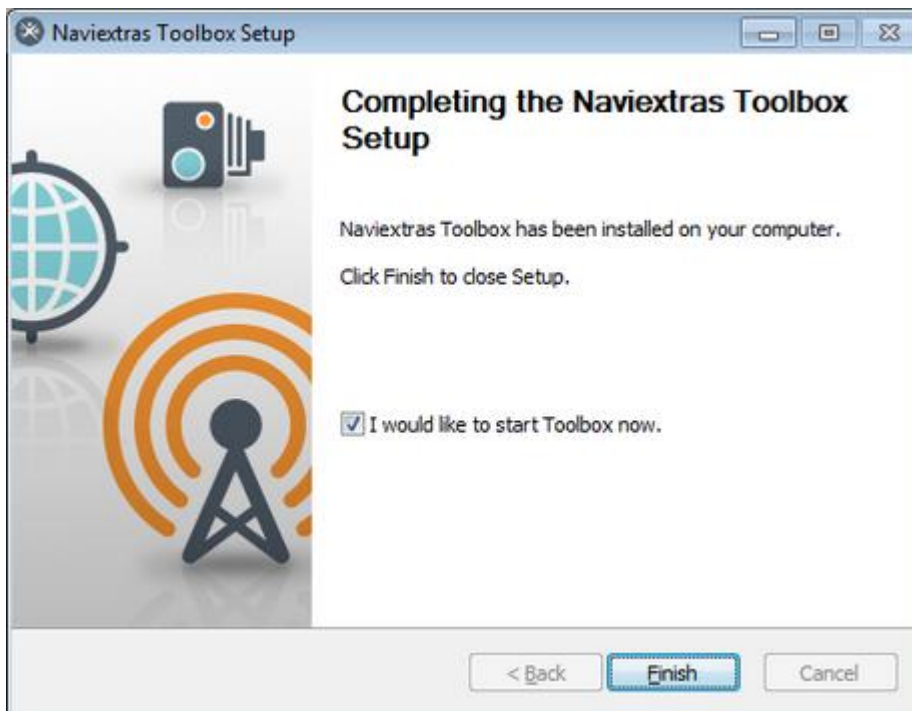 Naviextras Toolbox Setup
Completing the Naviextras Toolbox
Setup
Naviextras Toolbox has been installed on your computer.
Click Finish to close Setup.
I would like to start Toolbox now.
< Back
Finish
Cancel